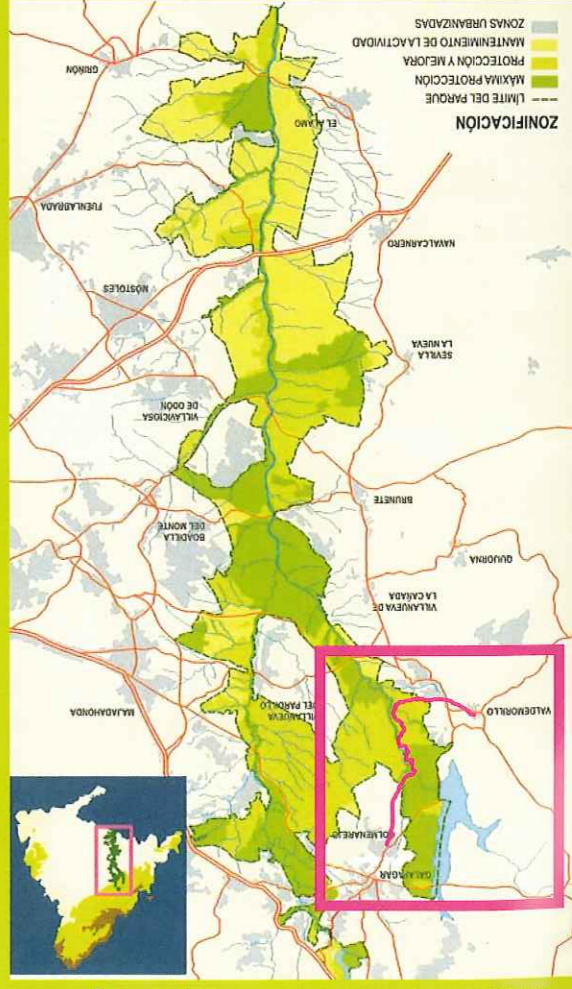 GALAPAGAR
COLMENAREJO
VALDEMORILLO
VILLANUEVA
DEL PARDILLO
MAJADAHONDA
VILLANUEVA DE
LA CAÑADA
QUIJORNA
BOADILLA
DEL MONTE
BRUNETE
VILLAVICIOSA
DE ODÓN
SEVILLA
LA NUEVA
MÓSTOLES
NAVALCARNERO
FUENLABRADA
EL ÁLAMO
GRIÑÓN
ZONIFICACIÓN
LÍMITE DEL PARQUE
MÁXIMA PROTECCIÓN
PROTECCIÓN Y MEJORA
MANTENIMIENTO DE LA ACTIVIDAD
ZONAS URBANIZADAS